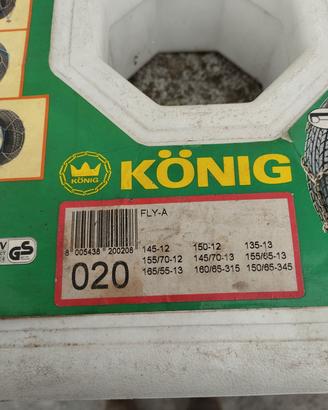 KÖNIG
KÖNIG
FLY-A
8 005438 200208
020
145-12 150-12 135-13
155/70-12 145/70-13 155/65-13
165/55-13 160/65-315 150/65-345
GS